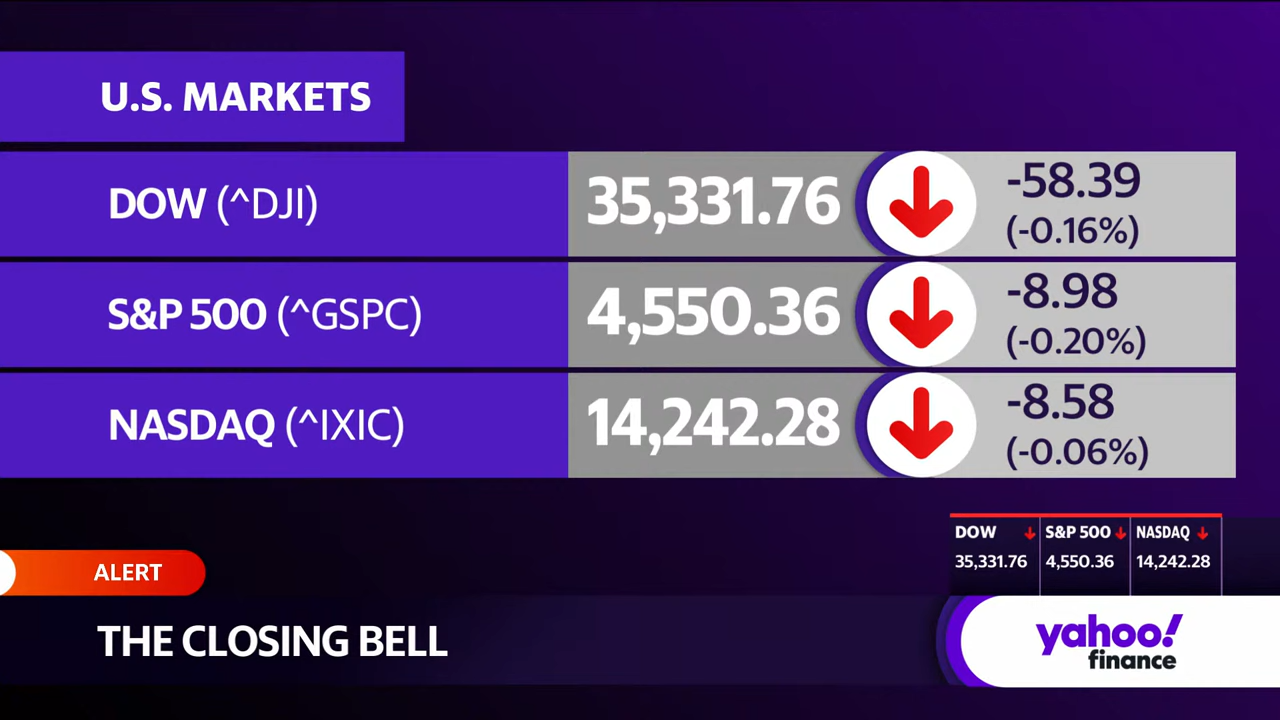 U.S. MARKETS
DOW (^DJI) 35,331.76 -58.39
(-0.16%)
S&P 500 (^GSPC) 4,550.36 -8.98
(-0.20%)
NASDAQ (^IXIC) 14,242.28 -8.58
(-0.06%)
DOW S&P 500 NASDAQ
35,331.76 4,550.36 14,242.28
ALERT
THE CLOSING BELL
yahoo!
finance